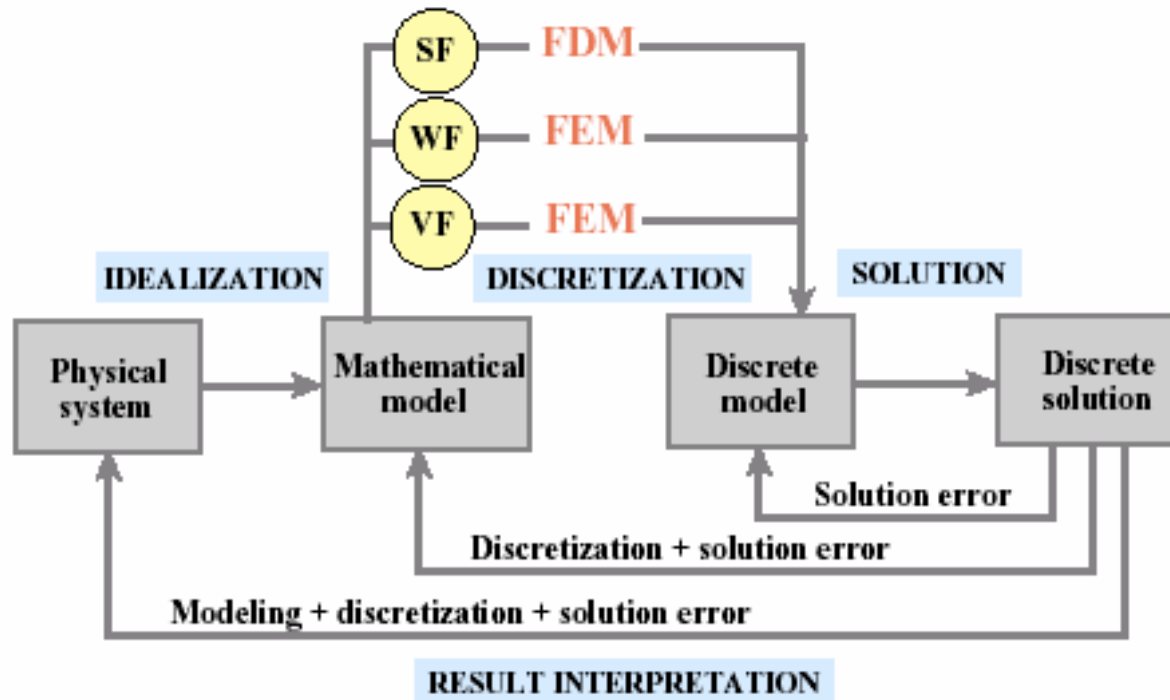 SF FDM
WF FEM
VF FEM
IDEALIZATION
DISCRETIZATION
SOLUTION
Physical
system
Mathematical
model
Discrete
model
Discrete
solution
Solution error
Discretization + solution error
Modeling + discretization + solution error
RESULT INTERPRETATION